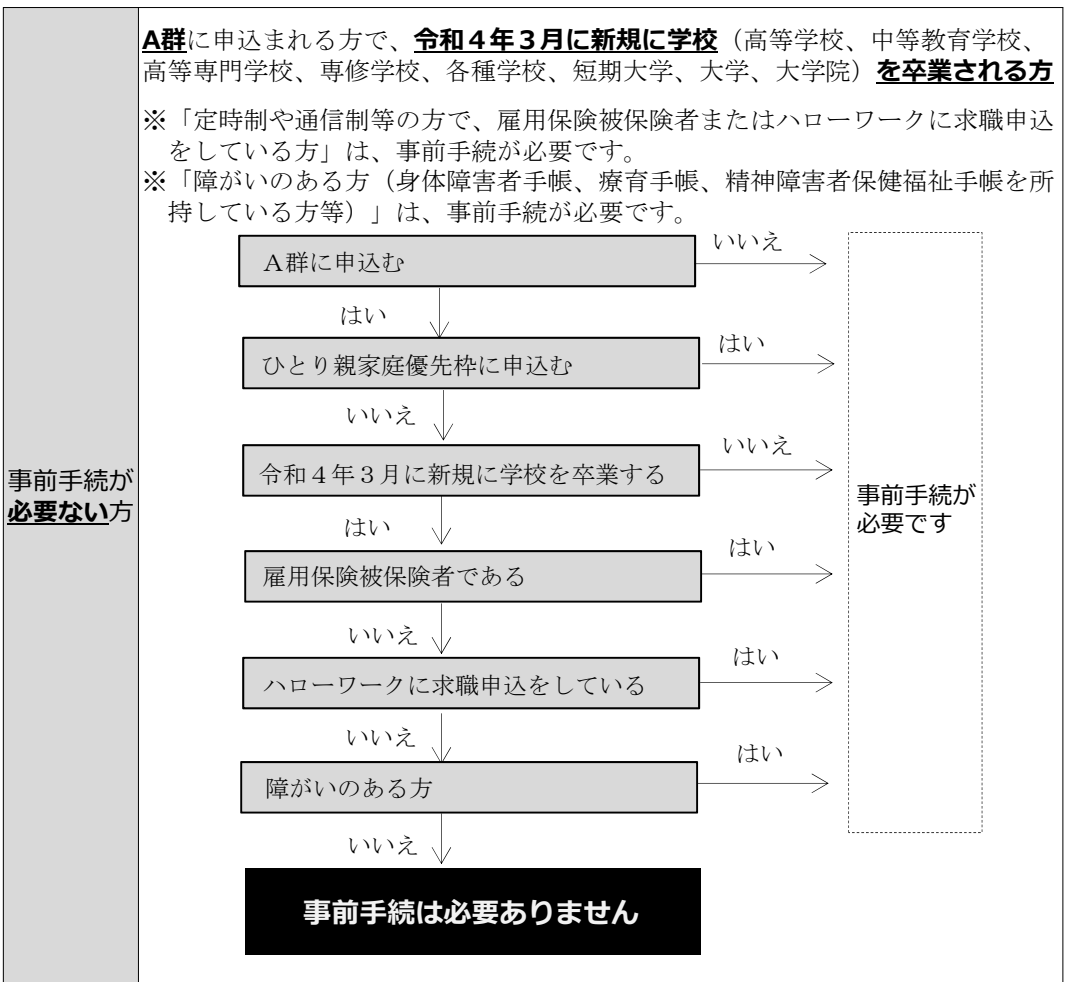 事前手続が
必要ない方
A群に申込まれる方で、令和４年３月に新規に学校（高等学校、中等教育学校、
高等専門学校、専修学校、各種学校、短期大学、大学、大学院）を卒業される方
※「定時制や通信制等の方で、雇用保険被保険者またはハローワークに求職申込
をしている方」は、事前手続が必要です。
※「障がいのある方（身体障害者手帳、療育手帳、精神障害者保健福祉手帳を所
持している方等）」は、事前手続が必要です。
Ａ群に申込む
いいえ
はい
ひとり親家庭優先枠に申込む
はい
いいえ
令和４年３月に新規に学校を卒業する
いいえ
はい
雇用保険被保険者である
はい
いいえ
ハローワークに求職申込をしている
はい
いいえ
障がいのある方
はい
いいえ
事前手続が
必要です
事前手続は必要ありません